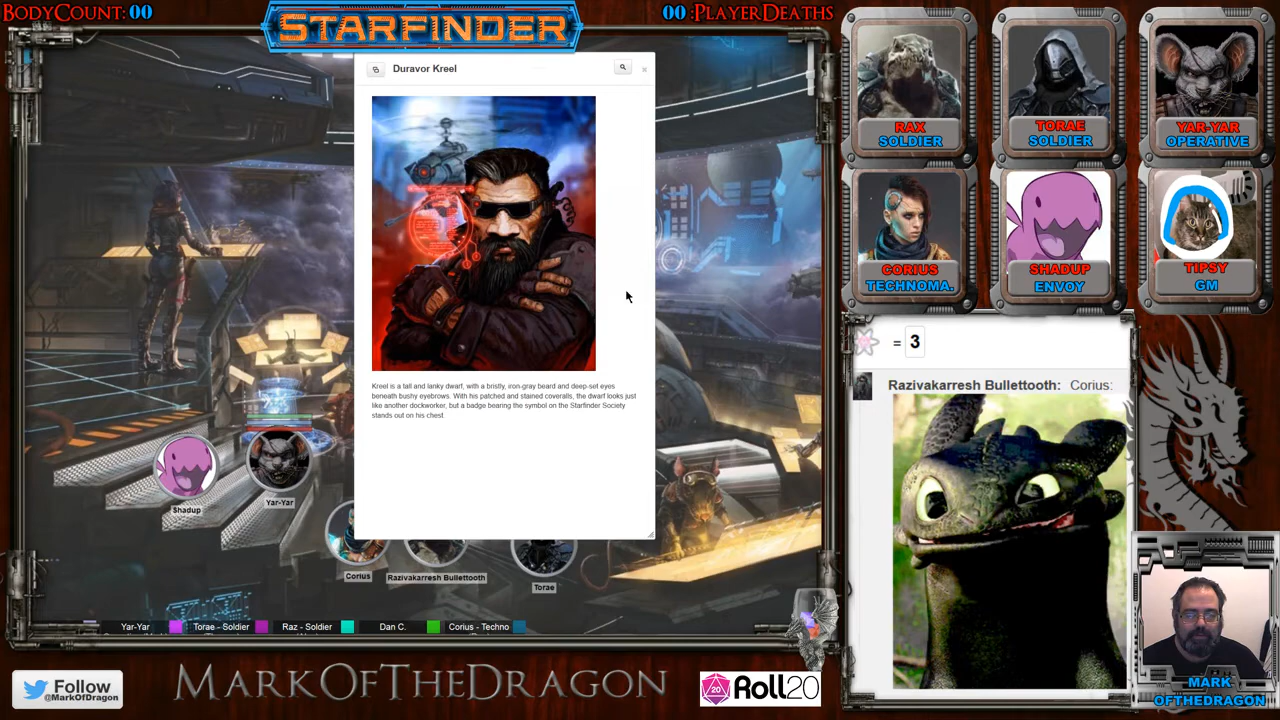 BODYCOUNT: 00
STARFINDER
00 :PLAYERDEATHS
Duravor Kreel
Kreel is a tall and lanky dwarf, with a bristly, iron-gray beard and deep-set eyes
beneath bushy eyebrows. With his patched and stained coveralls, the dwarf looks just
like another dockworker, but a badge bearing the symbol on the Starfinder Society
stands out on his chest.
RAX
SOLDIER
TORAE
SOLDIER
YAR-YAR
OPERATIVE
CORIUS
TECHNOMA.
SHADUP
ENVOY
TIPSY
GM
= 3
Razivakarresh Bullettooth: Corius:
Shadup
Yar-Yar
Corius
Razivakarresh Bullettooth
Torae
Yar-Yar
Torae - Soldier
Raz - Soldier
Dan C.
Corius - Techno
Follow
@MarkOfDragon
MARKOFTHEDRAGON
20
Roll20
MARK
OFTHEDRAGON